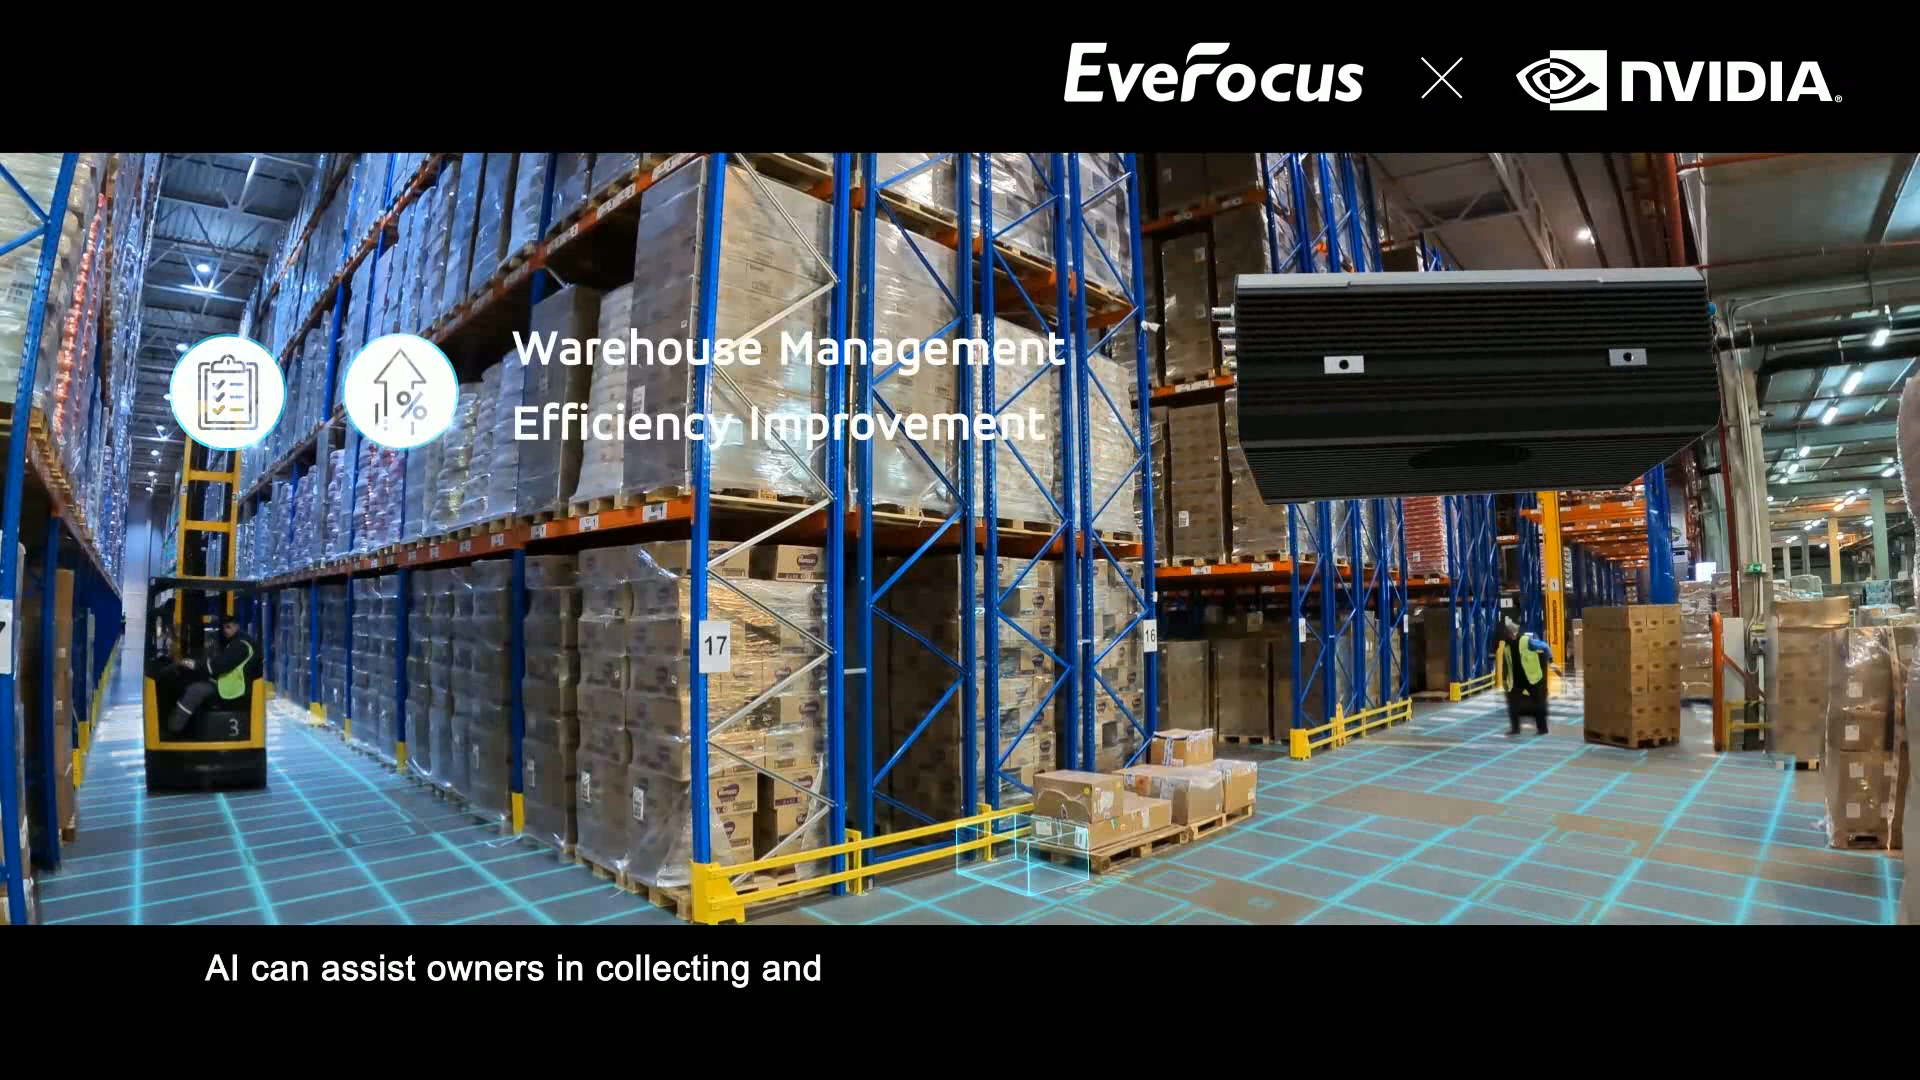 EverFocus
NVIDIA®
Warehouse Management
Efficiency Improvement
%
17
16
3
AI can assist owners in collecting and